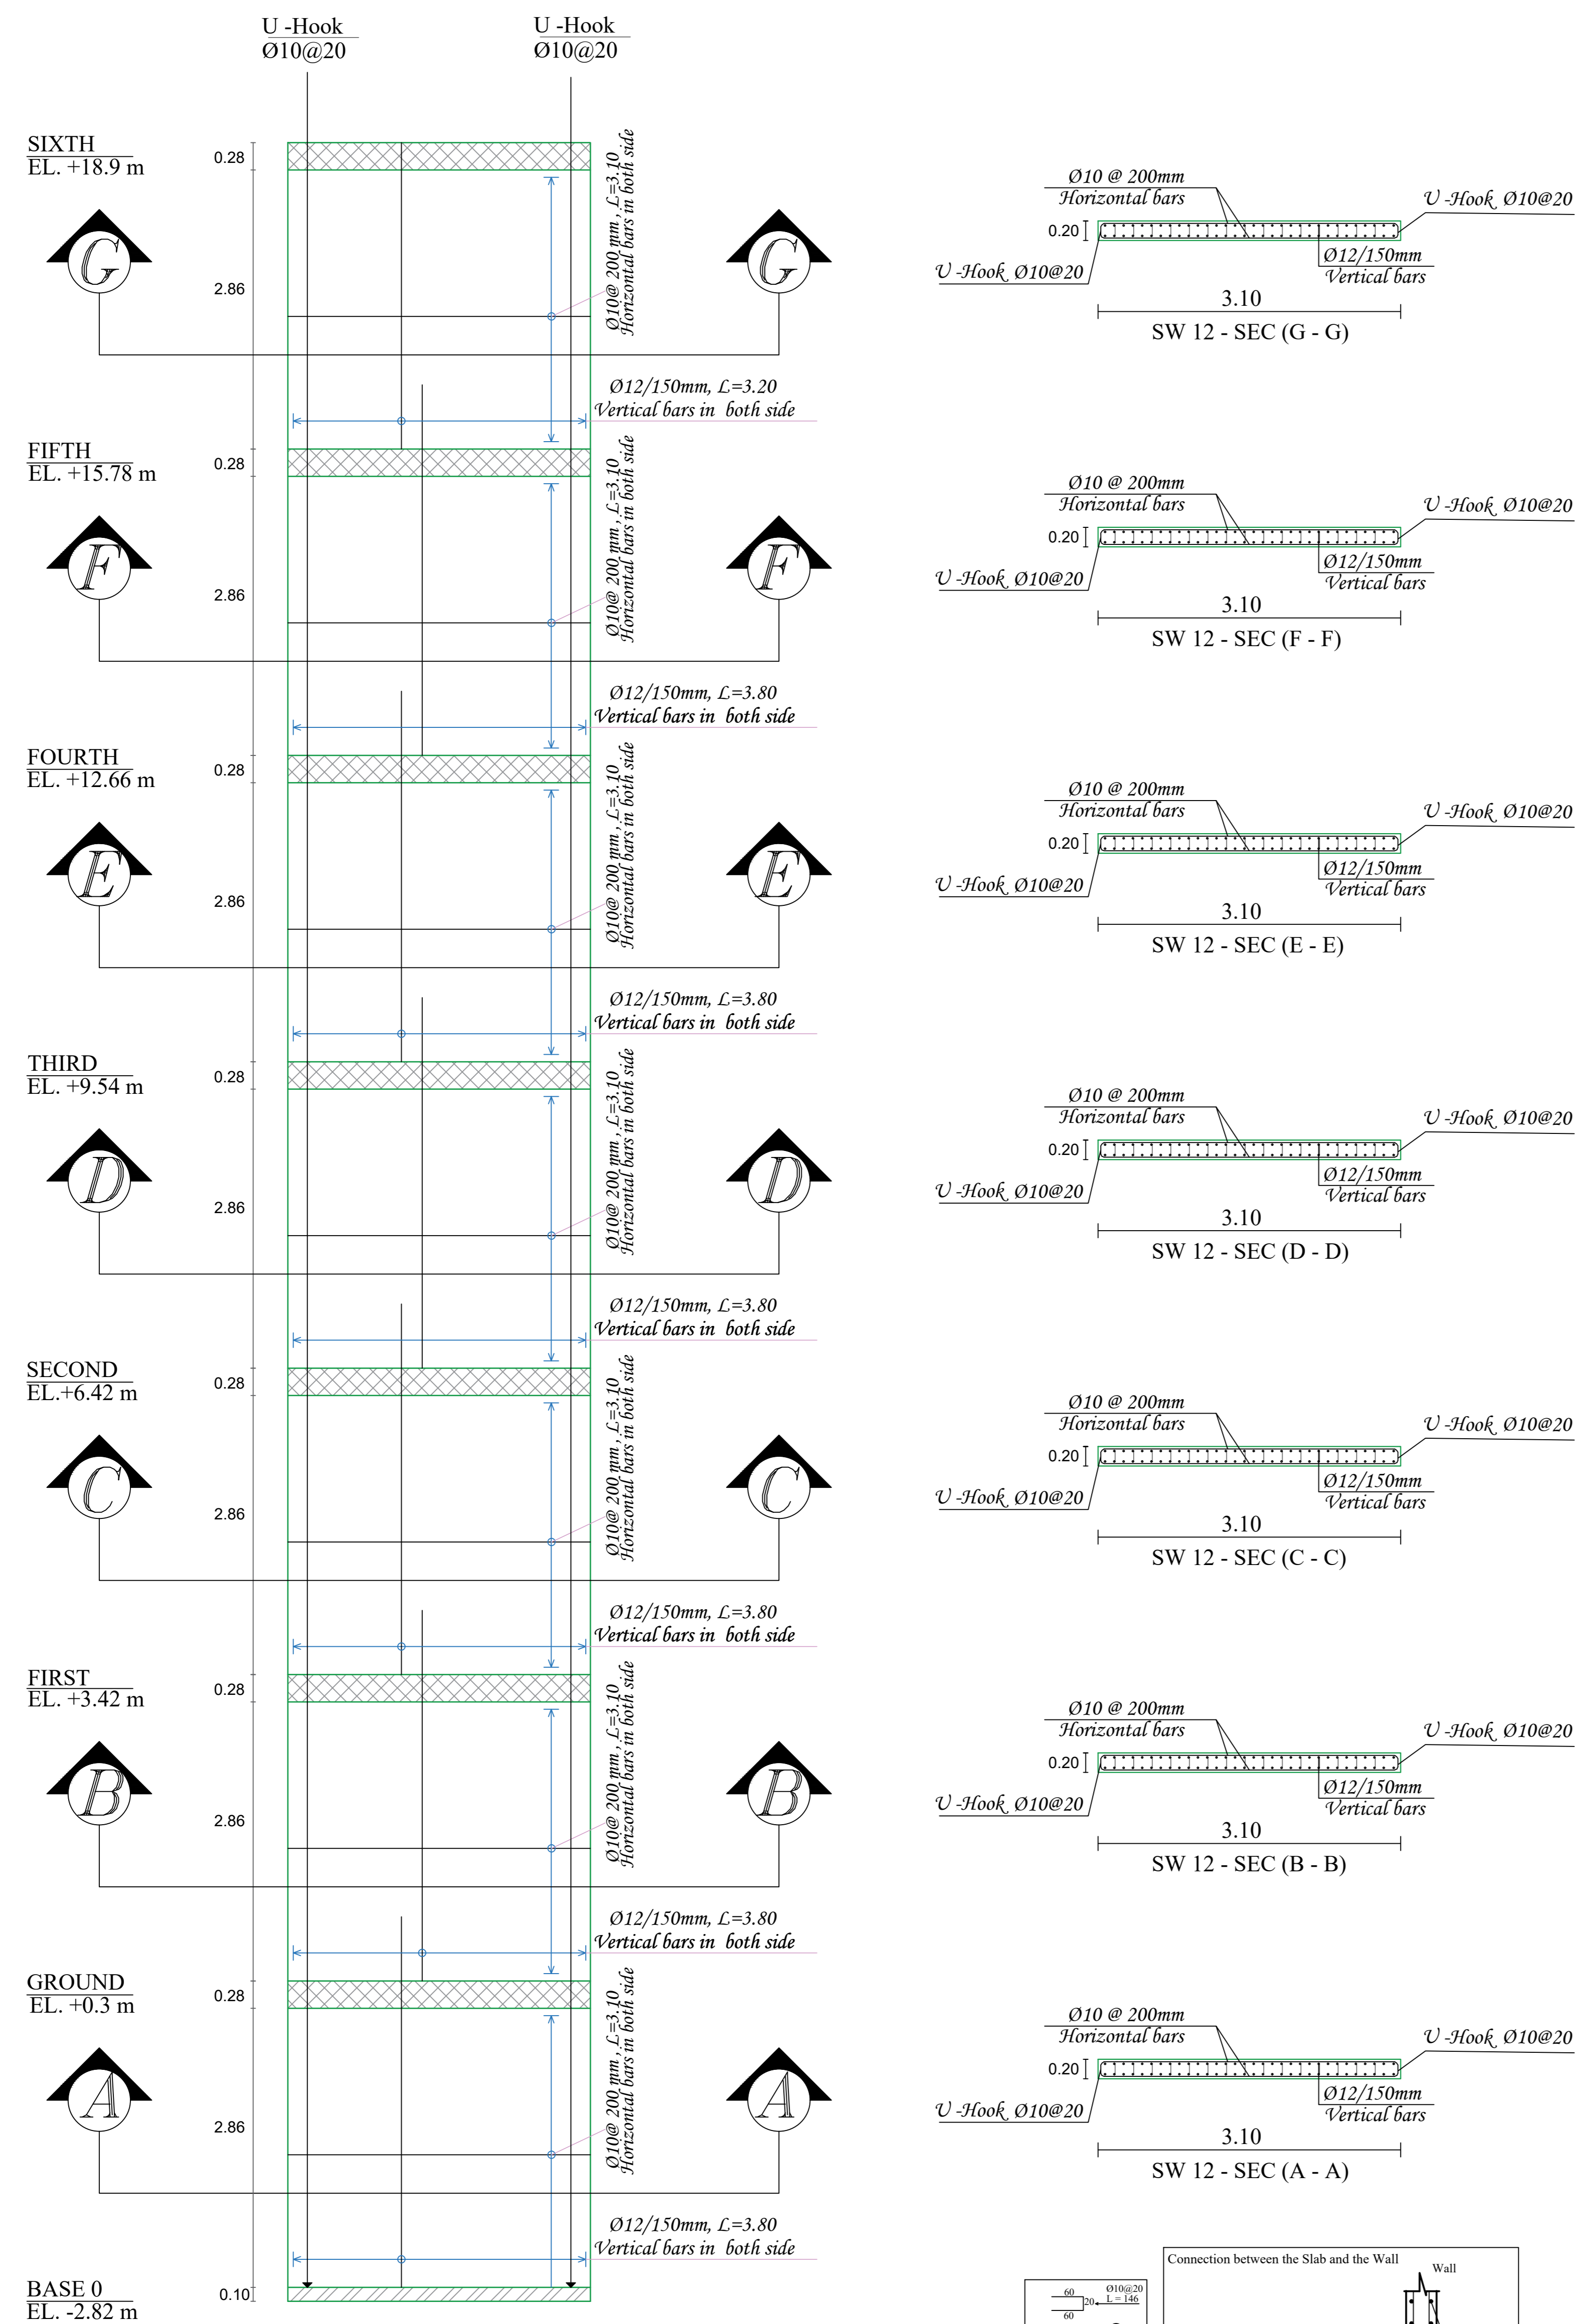 U -Hook
Ø10@20
U -Hook
Ø10@20
SIXTH
EL. +18.9 m
0.28
G
2.86
G
Ø10@ 200 mm , L=3.10
Horizontal bars in both side
Ø12/150mm, L=3.20
Vertical bars in both side
Ø10 @ 200mm
Horizontal bars
U -Hook Ø10@20
0.20
U -Hook Ø10@20
Ø12/150mm
Vertical bars
3.10
SW 12 - SEC (G - G)
FIFTH
EL. +15.78 m
0.28
F
2.86
F
Ø10@ 200 mm , L=3.10
Horizontal bars in both side
Ø12/150mm, L=3.80
Vertical bars in both side
Ø10 @ 200mm
Horizontal bars
U -Hook Ø10@20
0.20
U -Hook Ø10@20
Ø12/150mm
Vertical bars
3.10
SW 12 - SEC (F - F)
FOURTH
EL. +12.66 m
0.28
E
2.86
E
Ø10@ 200 mm , L=3.10
Horizontal bars in both side
Ø12/150mm, L=3.80
Vertical bars in both side
Ø10 @ 200mm
Horizontal bars
U -Hook Ø10@20
0.20
U -Hook Ø10@20
Ø12/150mm
Vertical bars
3.10
SW 12 - SEC (E - E)
THIRD
EL. +9.54 m
0.28
D
2.86
D
Ø10@ 200 mm , L=3.10
Horizontal bars in both side
Ø12/150mm, L=3.80
Vertical bars in both side
Ø10 @ 200mm
Horizontal bars
U -Hook Ø10@20
0.20
U -Hook Ø10@20
Ø12/150mm
Vertical bars
3.10
SW 12 - SEC (D - D)
SECOND
EL.+6.42 m
0.28
C
2.86
C
Ø10@ 200 mm , L=3.10
Horizontal bars in both side
Ø12/150mm, L=3.80
Vertical bars in both side
Ø10 @ 200mm
Horizontal bars
U -Hook Ø10@20
0.20
U -Hook Ø10@20
Ø12/150mm
Vertical bars
3.10
SW 12 - SEC (C - C)
FIRST
EL. +3.42 m
0.28
B
2.86
B
Ø10@ 200 mm , L=3.10
Horizontal bars in both side
Ø12/150mm, L=3.80
Vertical bars in both side
Ø10 @ 200mm
Horizontal bars
U -Hook Ø10@20
0.20
U -Hook Ø10@20
Ø12/150mm
Vertical bars
3.10
SW 12 - SEC (B - B)
GROUND
EL. +0.3 m
0.28
A
2.86
A
Ø10@ 200 mm , L=3.10
Horizontal bars in both side
Ø12/150mm, L=3.80
Vertical bars in both side
Ø10 @ 200mm
Horizontal bars
U -Hook Ø10@20
0.20
U -Hook Ø10@20
Ø12/150mm
Vertical bars
3.10
SW 12 - SEC (A - A)
BASE 0
EL. -2.82 m
0.10
60
20
60
Ø10@20
L = 146
Connection between the Slab and the Wall
Wall